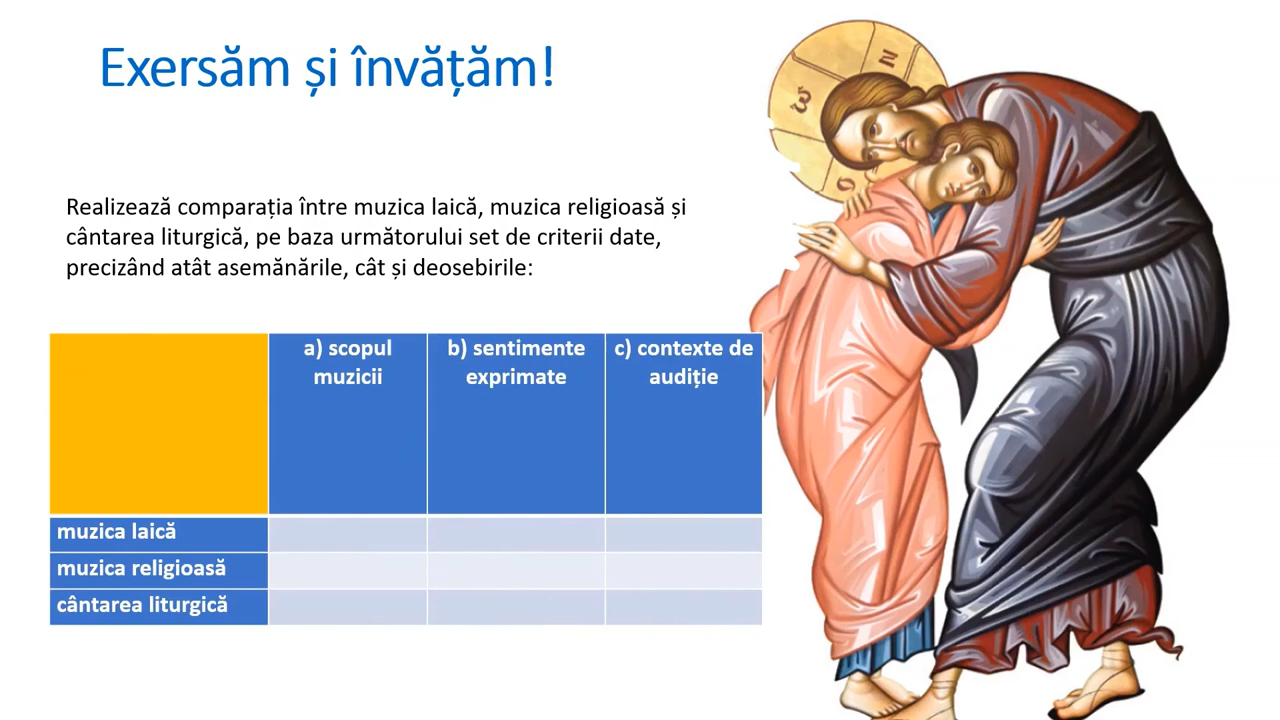 Exersăm și învățăm!
Realizează comparația între muzica laică, muzica religioasă și
cântarea liturgică, pe baza următorului set de criterii date,
precizând atât asemănările, cât și deosebirile:
a) scopul
muzicii
b) sentimente
exprimate
c) contexte de
audiție
muzica laică
muzica religioasă
cântarea liturgică
ω
Ο
Ν